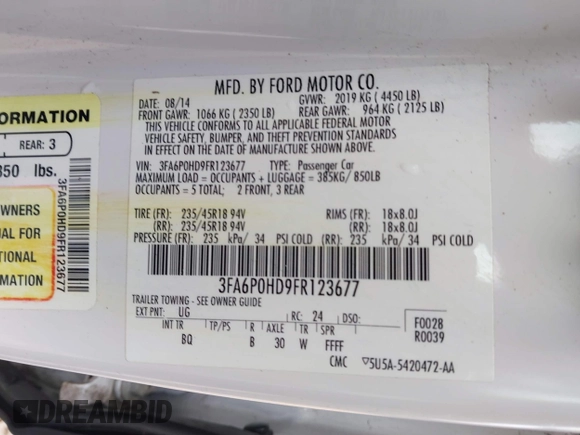 ORMATION
REAR: 3
850 lbs.
WNERS
UAL FOR
TIONAL
MATION
3FA6P0HD9FR123677
MFD. BY FORD MOTOR CO.
DATE: 08/14 GVWR: 2019 KG ( 4450 LB)
FRONT GAWR: 1066 KG ( 2350 LB) REAR GAWR: 964 KG ( 2125 LB)
THIS VEHICLE CONFORMS TO ALL APPLICABLE FEDERAL MOTOR
VEHICLE SAFETY, BUMPER, AND THEFT PREVENTION STANDARDS IN
EFFECT ON THE DATE OF MANUFACTURE SHOWN ABOVE.
VIN: 3FA6P0HD9FR123677 TYPE: Passenger Car
MAXIMUM LOAD = OCCUPANTS + LUGGAGE = 385KG/ 850LB
OCCUPANTS = 5 TOTAL; 2 FRONT, 3 REAR
TIRE (FR): 235/45R18 94V RIMS (FR): 18x8.0J
(RR): 235/45R18 94V (RR): 18x8.0J
PRESSURE (FR): 235 kPa/ 34 PSI COLD (RR): 235 kPa/ 34 PSI COLD
3FA6P0HD9FR123677
TRAILER TOWING - SEE OWNER GUIDE
EXT PNT: UG RC: 24 DSO: F0028
R0039
INT TR TP/PS R AXLE TR SPR
BQ B 30 W FFFF
CMC 5U5A-5420472-AA
DREAMBID